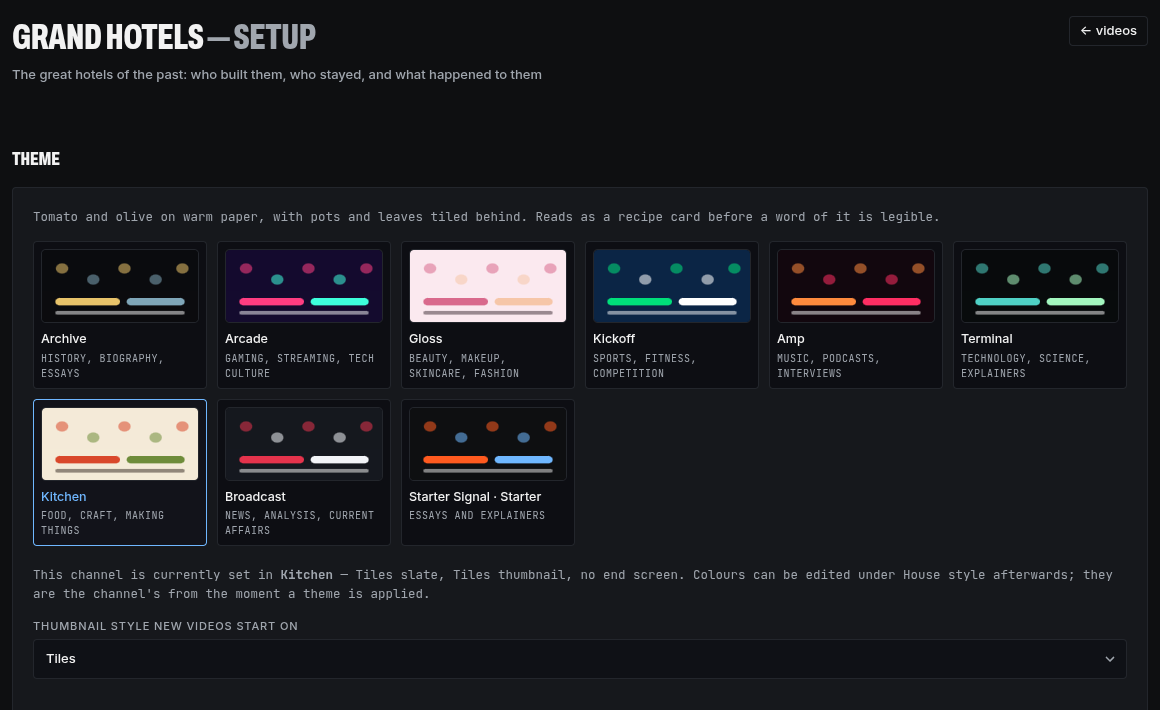 GRAND HOTELS — SETUP
← videos
The great hotels of the past: who built them, who stayed, and what happened to them
THEME
Tomato and olive on warm paper, with pots and leaves tiled behind. Reads as a recipe card before a word of it is legible.
Archive
HISTORY, BIOGRAPHY,
ESSAYS
Arcade
GAMING, STREAMING, TECH
CULTURE
Gloss
BEAUTY, MAKEUP,
SKINCARE, FASHION
Kickoff
SPORTS, FITNESS,
COMPETITION
Amp
MUSIC, PODCASTS,
INTERVIEWS
Terminal
TECHNOLOGY, SCIENCE,
EXPLAINERS
Kitchen
FOOD, CRAFT, MAKING
THINGS
Broadcast
NEWS, ANALYSIS, CURRENT
AFFAIRS
Starter Signal · Starter
ESSAYS AND EXPLAINERS
This channel is currently set in Kitchen — Tiles slate, Tiles thumbnail, no end screen. Colours can be edited under House style afterwards; they
are the channel's from the moment a theme is applied.
THUMBNAIL STYLE NEW VIDEOS START ON
Tiles